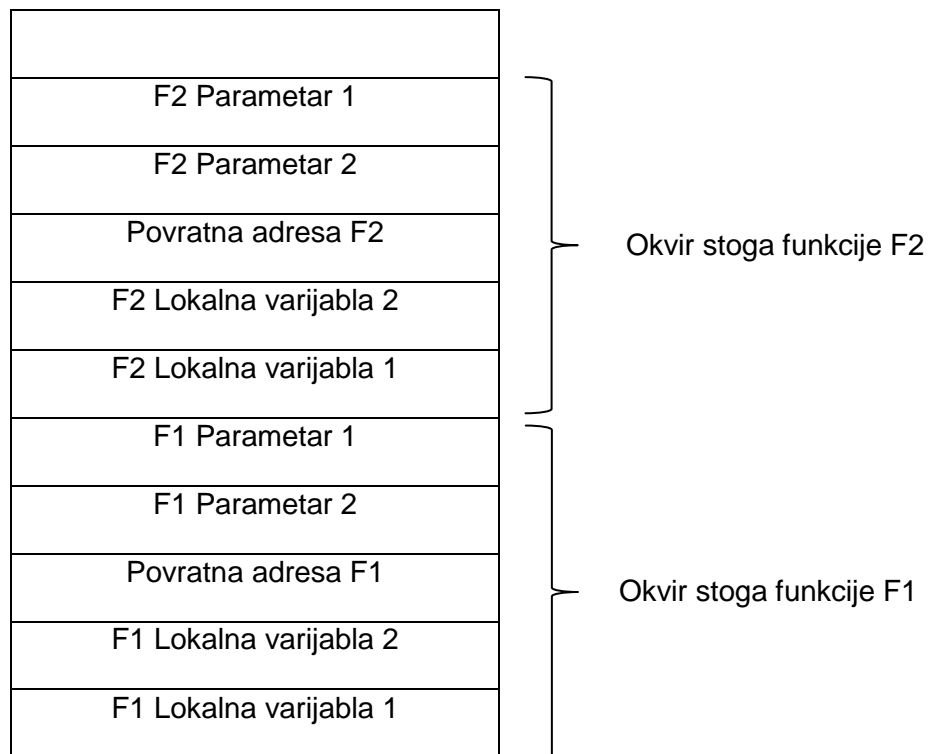 F2 Parametar 1
F2 Parametar 2
Povratna adresa F2
Okvir stoga funkcije F2
F2 Lokalna varijabla 2
F2 Lokalna varijabla 1
F1 Parametar 1
F1 Parametar 2
Povratna adresa F1
Okvir stoga funkcije F1
F1 Lokalna varijabla 2
F1 Lokalna varijabla 1